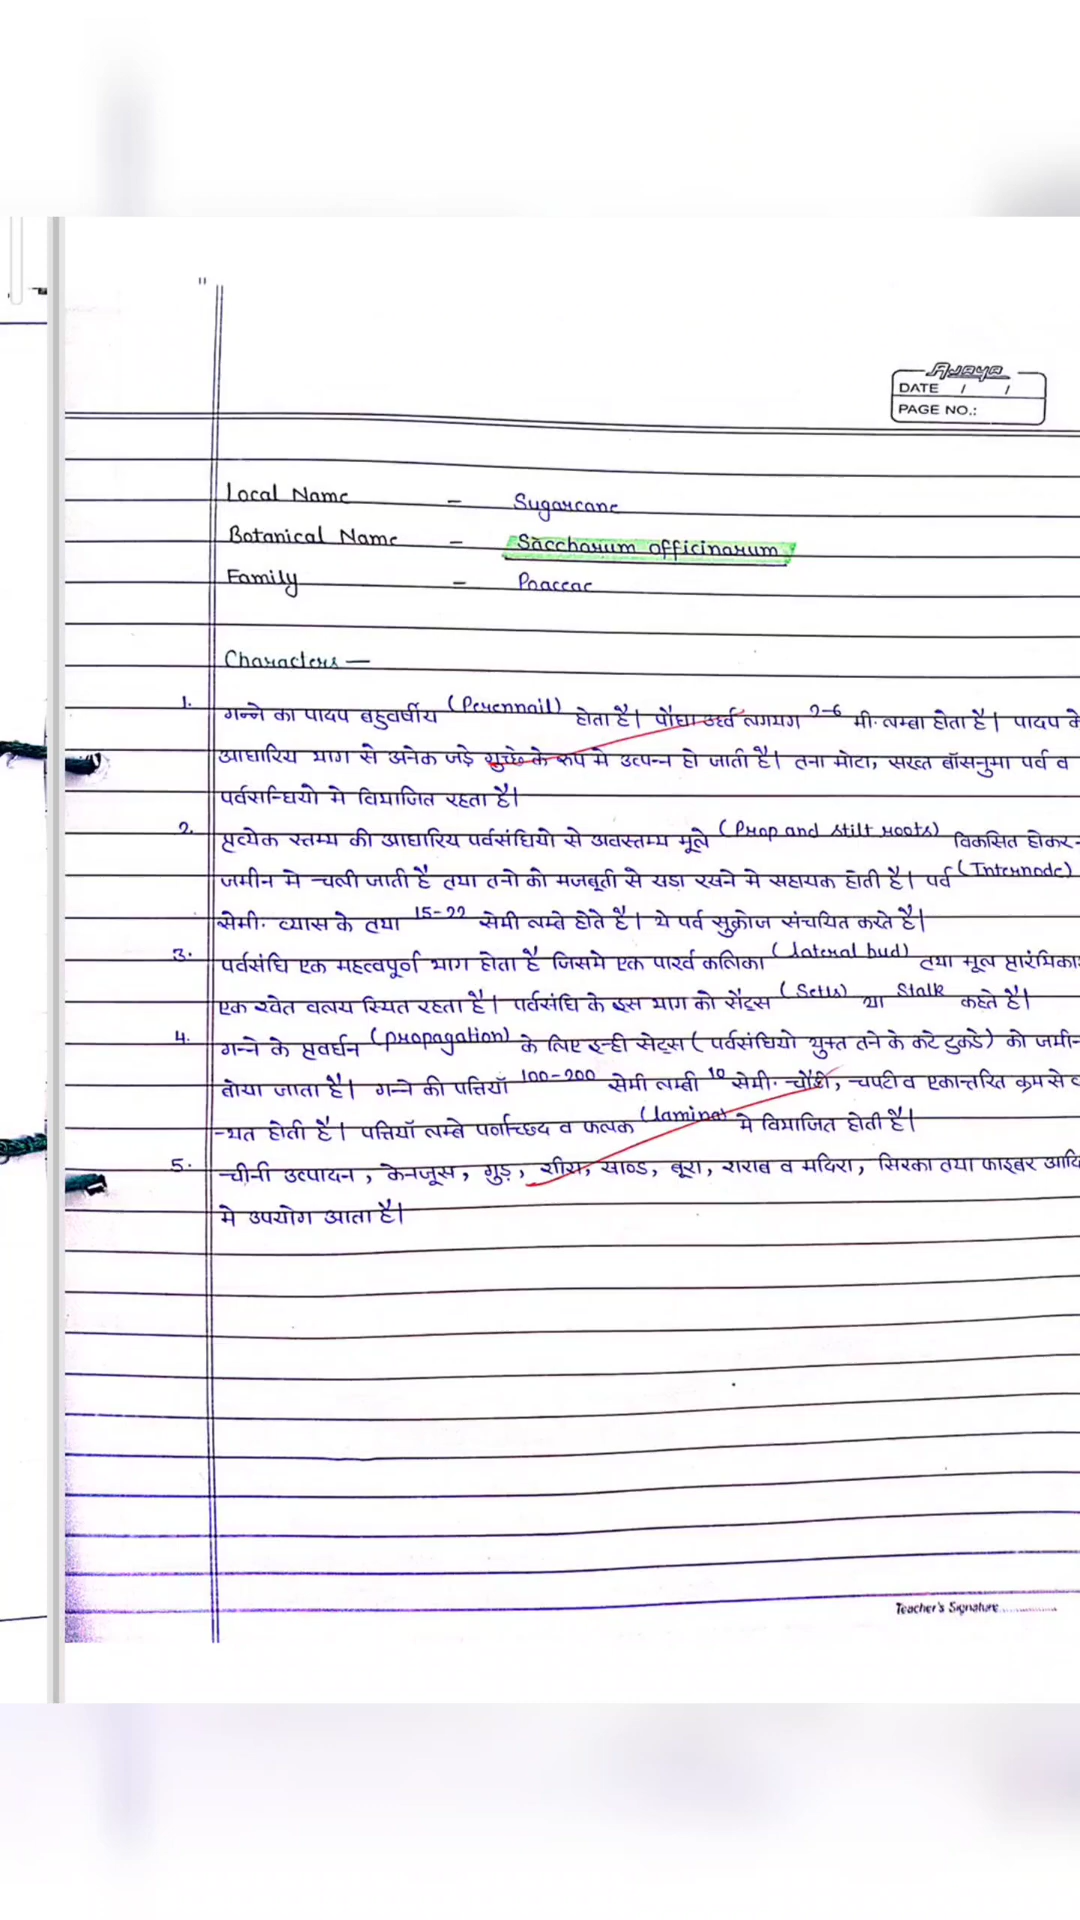 Ajaya
DATE / /
PAGE NO.:
Local Name - Sugarcane
Botanical Name - Saccharum officinarum
Family - Poaceae
Characters —
1. गन्ने का पादप बहुवर्षीय (Perennail) होता है। पौधा उर्ध्व लगभग 2-6 मी. लम्बा होता है। पादप के
आधारिय भाग से अनेक जड़े गुच्छे के रूप मे उत्पन्न हो जाती है। तना मोटा, सख्त बाँसनुमा पर्व व
पर्वसन्धियो मे विभाजित रहता है।
2. प्रत्येक स्तम्भ की आधारिय पर्वसंधियो से अवस्तम्भ मूले (Prop and stilt roots) विकसित होकर
जमीन मे चली जाती है तथा तनो को मजबूती से खड़ा रखने मे सहायक होती है। पर्व (Internode)
सेमी. व्यास के तथा 15-22 सेमी लम्बे होते है। ये पर्व सुक्रोज संचयित करते है।
3. पर्वसंधि एक महत्वपूर्ण भाग होता है जिसमे एक पार्श्व कलिका (lateral bud) तथा मूल प्रारंभिका
एक श्वेत वलय स्थित रहता है। पर्वसंधि के इस भाग को सेट्स (Setts) या Stalk कहते है।
4. गन्ने के प्रवर्धन (propagation) के लिए इन्ही सेट्स ( पर्वसंधियो युक्त तने के कटे टुकडे) को जमीन
बोया जाता है। गन्ने की पत्तियाँ 100-200 सेमी लम्बी 10 सेमी. चौडी, चपटी व एकान्तरित क्रम से
-थत होती है। पत्तियाँ लम्बे पर्णाच्छद व फलक (lamina) मे विभाजित होती है।
5. चीनी उत्पादन, केनजूस, गुड़, शीरा, खाण्ड, बूरा, शराब व मदिरा, सिरका तथा फाइबर आदि
मे उपयोग आता है।
Teacher's Signature